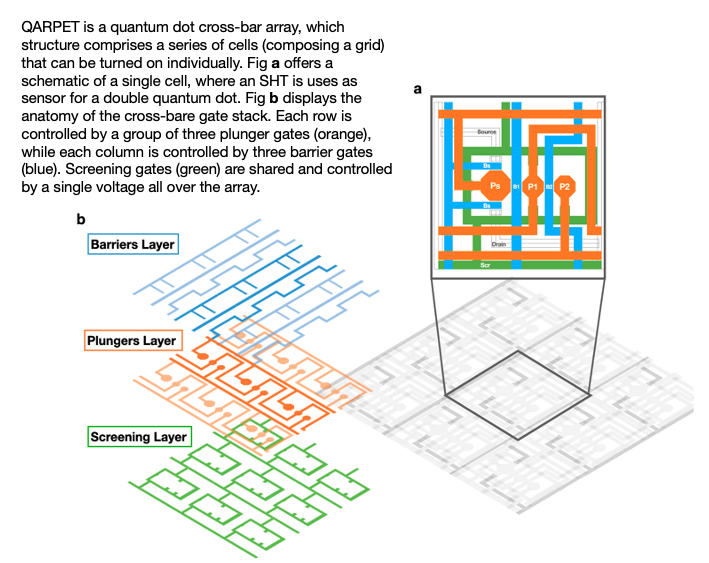 QARPET is a quantum dot cross-bar array, which
structure comprises a series of cells (composing a grid)
that can be turned on individually. Fig a offers a
schematic of a single cell, where an SHT is uses as
sensor for a double quantum dot. Fig b displays the
anatomy of the cross-bare gate stack. Each row is
controlled by a group of three plunger gates (orange),
while each column is controlled by three barrier gates
(blue). Screening gates (green) are shared and controlled
by a single voltage all over the array.
a
Source
Bs
Ps
B1
P1
B2
P2
Bs
Drain
Scr
b
Barriers Layer
Plungers Layer
Screening Layer